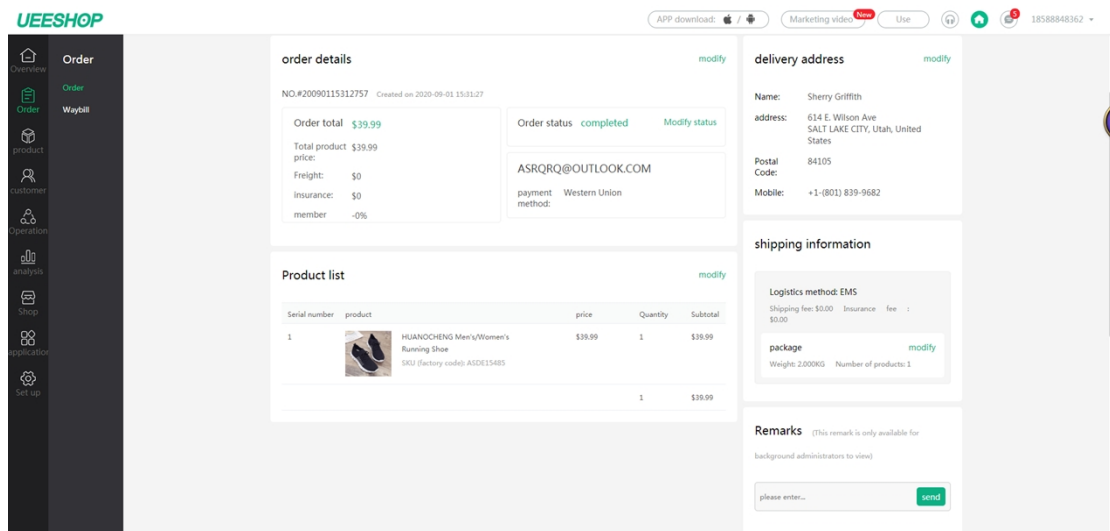 UEESHOP
APP download: /
Marketing video
New
Use
5
18588848362
Overview
Order
product
customer
Operation
analysis
Shop
application
Set up
Order
Order
Waybill
order details
modify
NO.#20090115312757 Created on 2020-09-01 15:31:27
Order total $39.99
Total product price: $39.99
Freight: $0
insurance: $0
member -0%
Order status completed Modify status
ASRQRQ@OUTLOOK.COM
payment method: Western Union
Product list
modify
Serial number product price Quantity Subtotal
1 HUANOCHENG Men's/Women's $39.99 1 $39.99
Running Shoe
SKU (factory code): ASDE15485
1 $39.99
delivery address
modify
Name: Sherry Griffith
address: 614 E. Wilson Ave
SALT LAKE CITY, Utah, United
States
Postal Code: 84105
Mobile: +1-(801) 839-9682
shipping information
Logistics method: EMS
Shipping fee: $0.00 Insurance fee :
$0.00
package modify
Weight: 2.000KG Number of products: 1
Remarks (This remark is only available for
background administrators to view)
please enter...
send